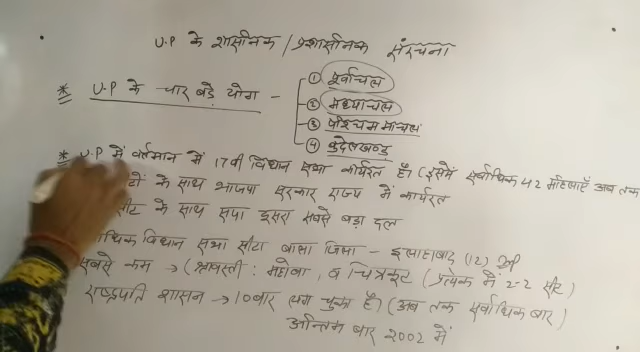 U.P के शासनिक / प्रशासनिक संरचना
* U.P के चार बड़े योग -
① पूर्वांचल
② मध्यांचल
③ पश्चिमांचल
④ बुंदेलखण्ड
* U.P में वर्तमान में 17 वी विधान सभा कार्यरत है। (इसमें सर्वाधिक 42 महिलाएँ अब तक
के साथ भाजपा सरकार राज्य में कार्यरत
सीट के साथ सपा दूसरा सबसे बड़ा दल
विधान सभा सीटों वाला जिला - इलाहाबाद (12)
सबसे कम → (श्रावस्ती, महोबा, व चित्रकूट (प्रत्येक में 2-2 सीट)
राष्ट्रपति शासन → 10 बार लग चुका है। (अब तक सर्वाधिक बार)
अन्तिम बार 2002 में